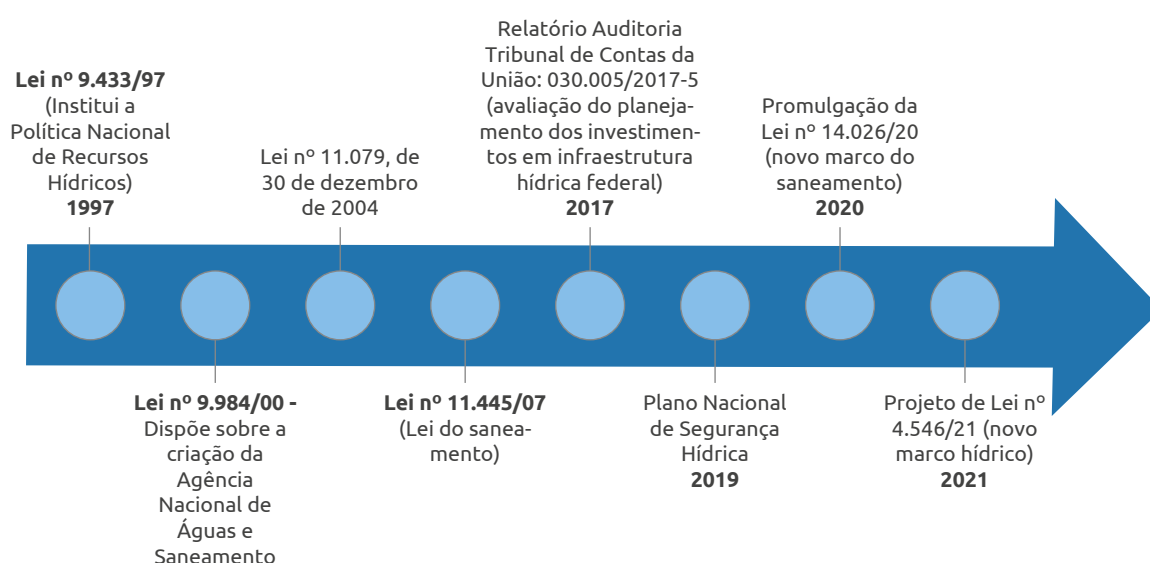 Lei nº 9.433/97
(Institui a
Política Nacional
de Recursos
Hídricos)
1997
Lei nº 9.984/00 -
Dispõe sobre a
criação da
Agência
Nacional de
Águas e
Saneamento
Lei nº 11.079, de
30 de dezembro
de 2004
Lei nº 11.445/07
(Lei do sanea-
mento)
Relatório Auditoria
Tribunal de Contas da
União: 030.005/2017-5
(avaliação do planeja-
mento dos investimen-
tos em infraestrutura
hídrica federal)
2017
Plano Nacional
de Segurança
Hídrica
2019
Promulgação da
Lei nº 14.026/20
(novo marco do
saneamento)
2020
Projeto de Lei nº
4.546/21 (novo
marco hídrico)
2021